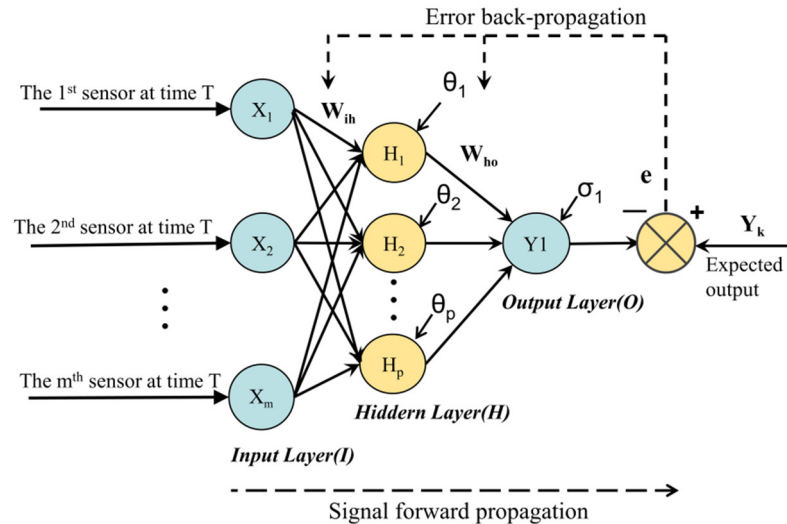 Error back-propagation
The 1st sensor at time T
X1
Wih
θ1
H1
Who
e
The 2nd sensor at time T
X2
θ2
H2
σ1
Y1
−
+
Yk
Expected
output
Output Layer(O)
θp
Hp
The mth sensor at time T
Xm
Hiddern Layer(H)
Input Layer(I)
Signal forward propagation